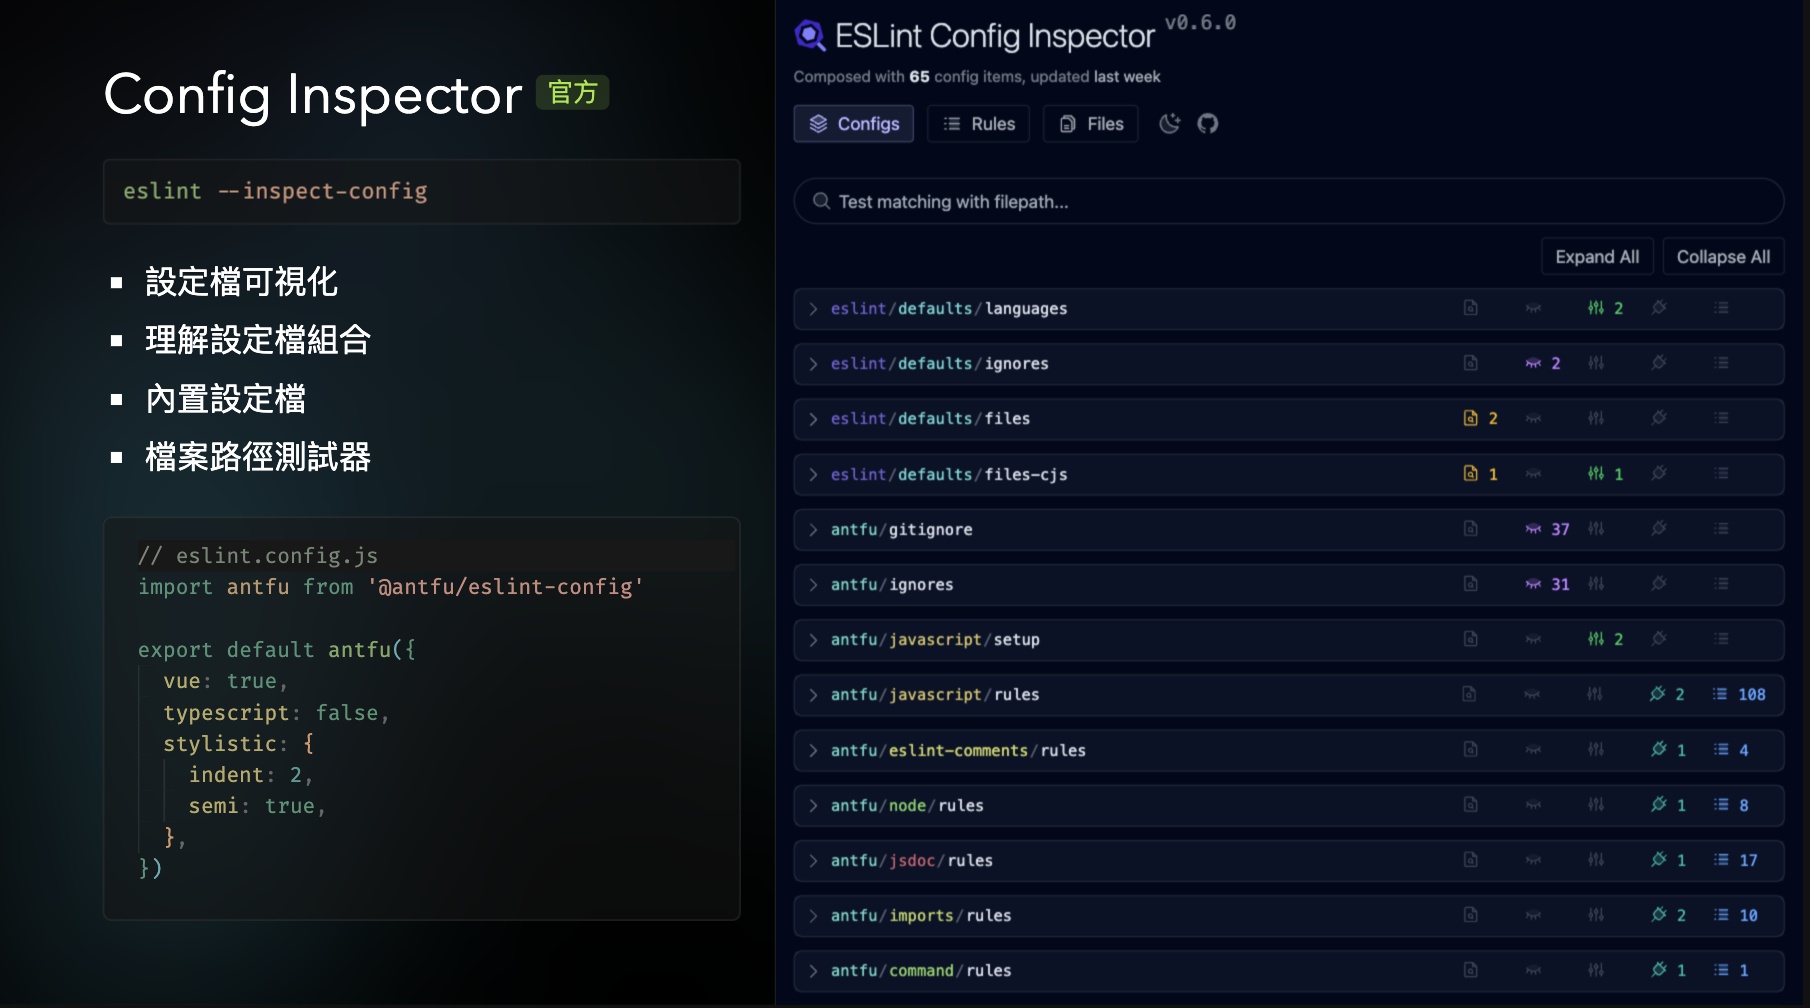 Config Inspector 官方
eslint --inspect-config
設定檔可視化
理解設定檔組合
內置設定檔
檔案路徑測試器
// eslint.config.js
import antfu from '@antfu/eslint-config'
export default antfu({
vue: true,
typescript: false,
stylistic: {
indent: 2,
semi: true,
},
})
ESLint Config Inspector v0.6.0
Composed with 65 config items, updated last week
Configs Rules Files
Test matching with filepath...
Expand All Collapse All
eslint/defaults/languages 2
eslint/defaults/ignores 2
eslint/defaults/files 2
eslint/defaults/files-cjs 1 1
antfu/gitignore 37
antfu/ignores 31
antfu/javascript/setup 2
antfu/javascript/rules 2 108
antfu/eslint-comments/rules 1 4
antfu/node/rules 1 8
antfu/jsdoc/rules 1 17
antfu/imports/rules 2 10
antfu/command/rules 1 1